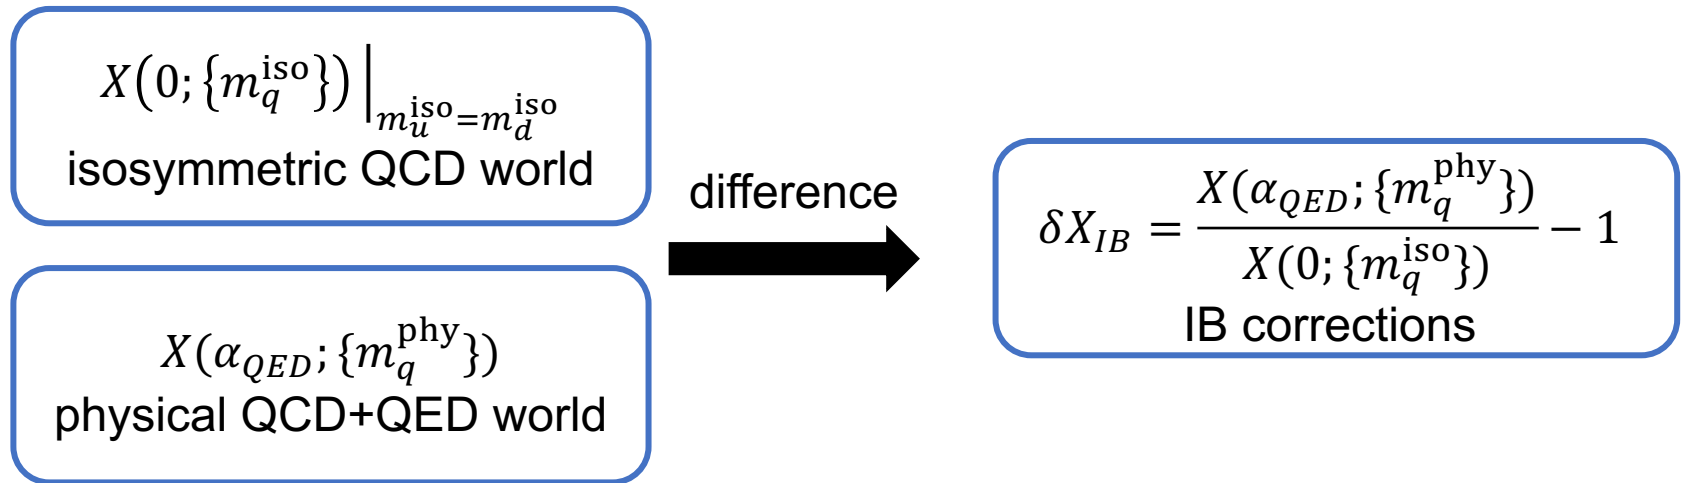 X(0; {m_q^iso}) |_{m_u^iso = m_d^iso}
isosymmetric QCD world
X(α_QED; {m_q^phy})
physical QCD+QED world
difference
δX_IB = X(α_QED; {m_q^phy}) / X(0; {m_q^iso}) − 1
IB corrections